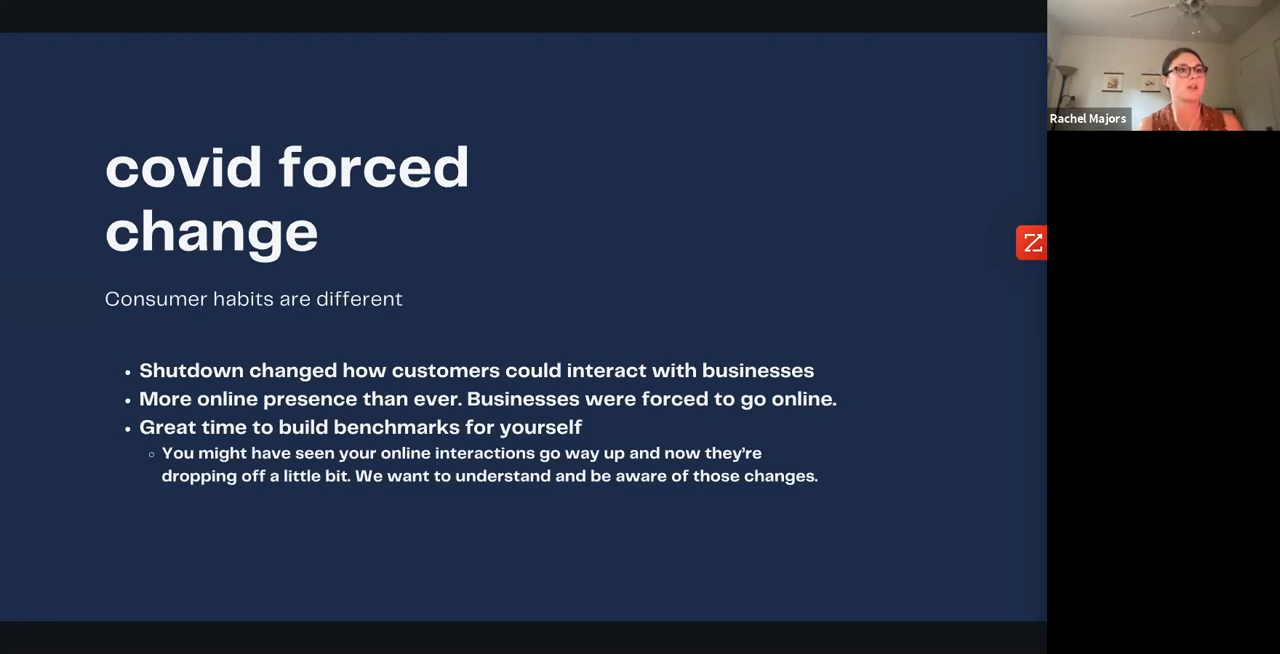 covid forced
change
Consumer habits are different
• Shutdown changed how customers could interact with businesses
• More online presence than ever. Businesses were forced to go online.
• Great time to build benchmarks for yourself
◦ You might have seen your online interactions go way up and now they're
dropping off a little bit. We want to understand and be aware of those changes.
Rachel Majors